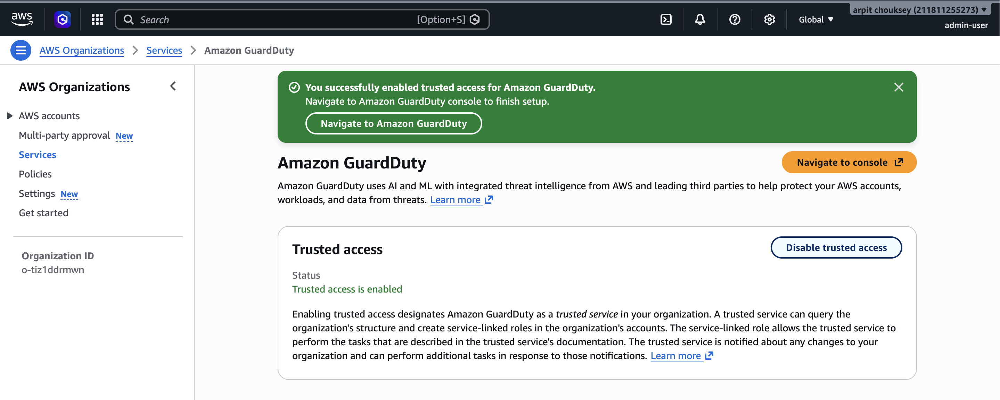 aws
Search
[Option+S]
Global
arpit chouksey (211811255273)
admin-user
AWS Organizations
Services
Amazon GuardDuty
AWS Organizations
AWS accounts
Multi-party approval New
Services
Policies
Settings New
Get started
Organization ID
o-tiz1ddrmwn
You successfully enabled trusted access for Amazon GuardDuty.
Navigate to Amazon GuardDuty console to finish setup.
Navigate to Amazon GuardDuty
Amazon GuardDuty
Navigate to console
Amazon GuardDuty uses AI and ML with integrated threat intelligence from AWS and leading third parties to help protect your AWS accounts,
workloads, and data from threats. Learn more
Trusted access
Disable trusted access
Status
Trusted access is enabled
Enabling trusted access designates Amazon GuardDuty as a trusted service in your organization. A trusted service can query the
organization's structure and create service-linked roles in the organization's accounts. The service-linked role allows the trusted service to
perform the tasks that are described in the trusted service's documentation. The trusted service is notified about any changes to your
organization and can perform additional tasks in response to those notifications. Learn more